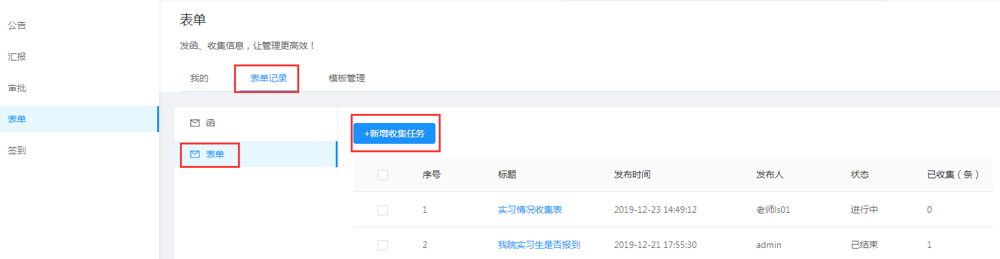 公告
汇报
审批
表单
签到
表单
发函、收集信息，让管理更高效！
我的 表单记录 模板管理
函
表单
+新增收集任务
序号 标题 发布时间 发布人 状态 已收集（条）
1 实习情况收集表 2019-12-23 14:49:12 老师ls01 进行中 0
2 我院实习生是否报到 2019-12-21 17:55:30 admin 已结束 1